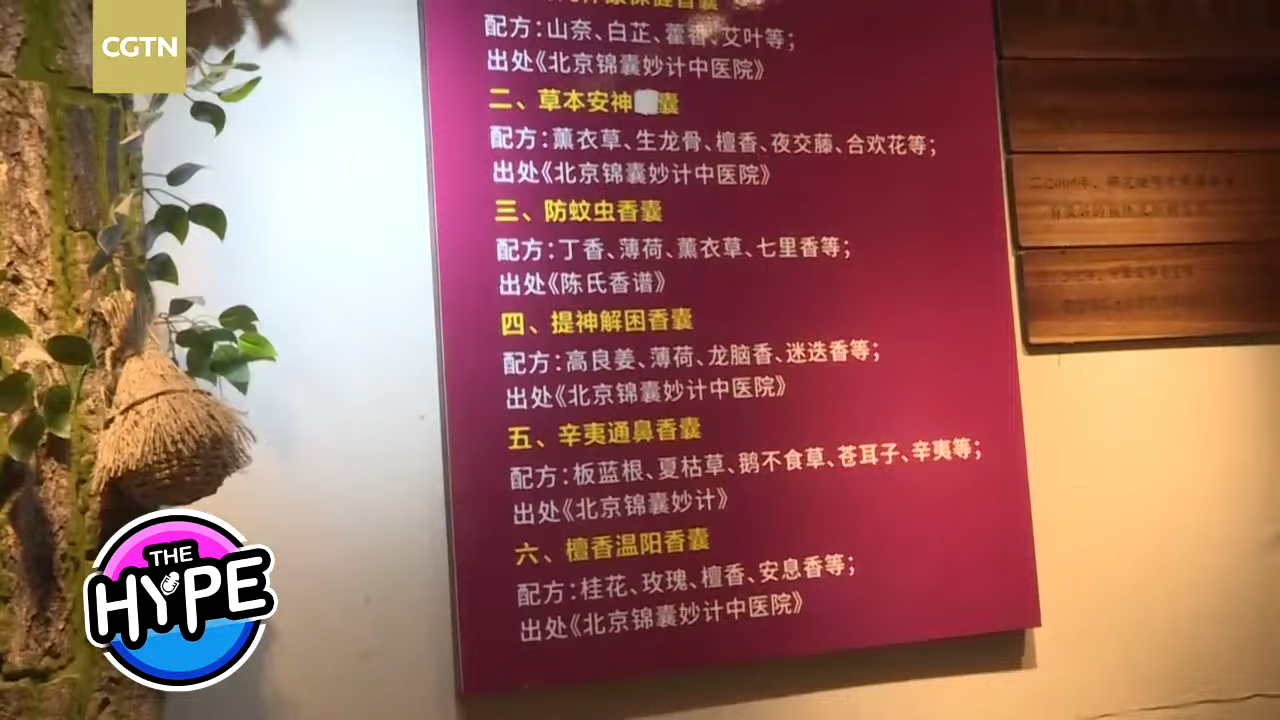 CGTN
配方：山奈、白芷、藿香、艾叶等；
出处《北京锦囊妙计中医院》
二、草本安神囊
配方：薰衣草、生龙骨、檀香、夜交藤、合欢花等；
出处《北京锦囊妙计中医院》
三、防蚊虫香囊
配方：丁香、薄荷、薰衣草、七里香等；
出处《陈氏香谱》
四、提神解困香囊
配方：高良姜、薄荷、龙脑香、迷迭香等；
出处《北京锦囊妙计中医院》
五、辛夷通鼻香囊
配方：板蓝根、夏枯草、鹅不食草、苍耳子、辛夷等；
出处《北京锦囊妙计》
六、檀香温阳香囊
配方：桂花、玫瑰、檀香、安息香等；
出处《北京锦囊妙计中医院》
THE
HYPE